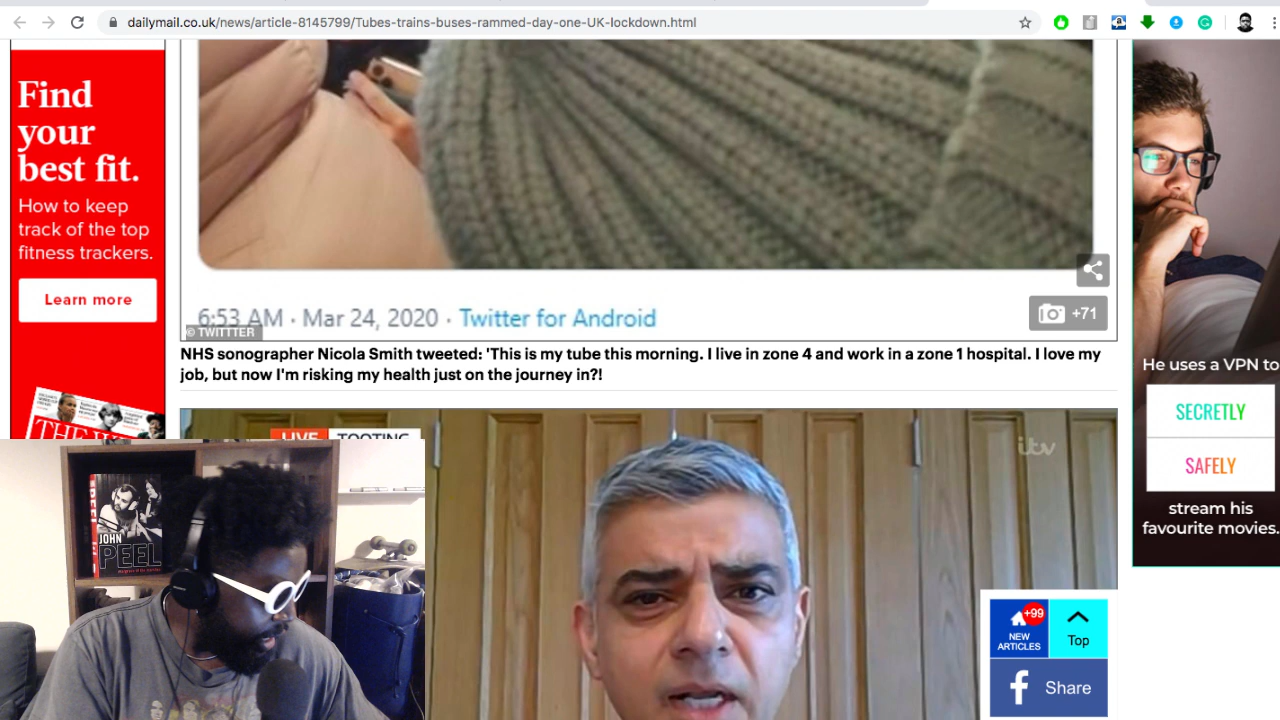 dailymail.co.uk/news/article-8145799/Tubes-trains-buses-rammed-day-one-UK-lockdown.html
Find
your
best fit.
How to keep
track of the top
fitness trackers.
Learn more
6:53 AM · Mar 24, 2020 · Twitter for Android
© TWITTTER
+71
NHS sonographer Nicola Smith tweeted: 'This is my tube this morning. I live in zone 4 and work in a zone 1 hospital. I love my
job, but now I'm risking my health just on the journey in?!
LIVE TOOTING
itv
He uses a VPN to
SECRETLY
SAFELY
stream his
favourite movies.
JOHN
PEEL
+99
NEW
ARTICLES
Top
Share